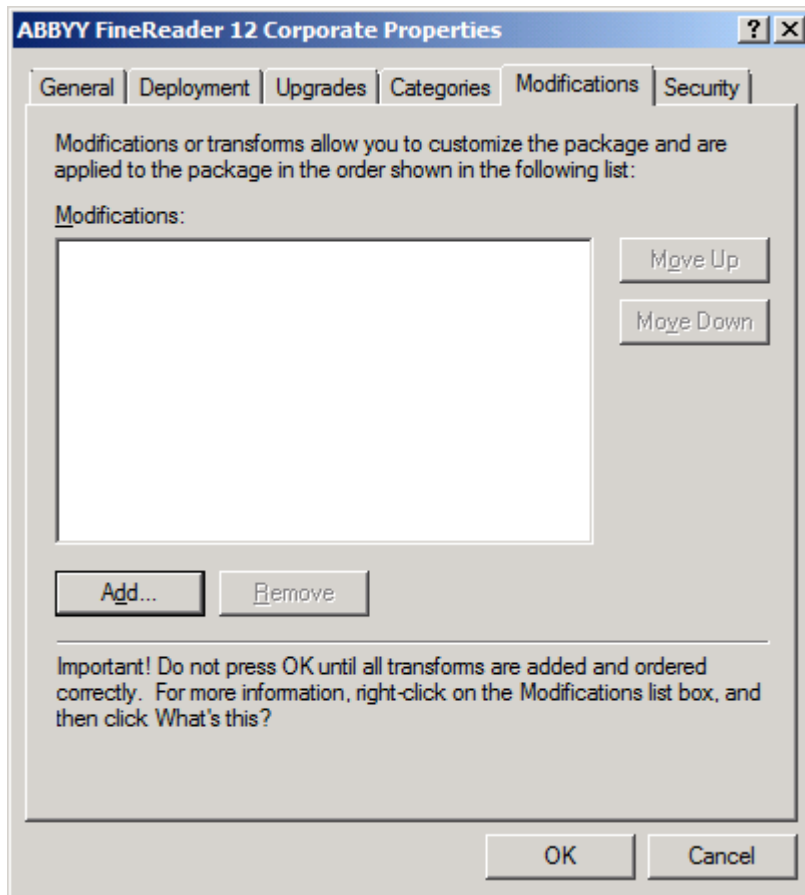 ABBYY FineReader 12 Corporate Properties
General Deployment Upgrades Categories Modifications Security
Modifications or transforms allow you to customize the package and are
applied to the package in the order shown in the following list:
Modifications:
Move Up
Move Down
Add... Remove
Important! Do not press OK until all transforms are added and ordered
correctly. For more information, right-click on the Modifications list box, and
then click What's this?
OK Cancel